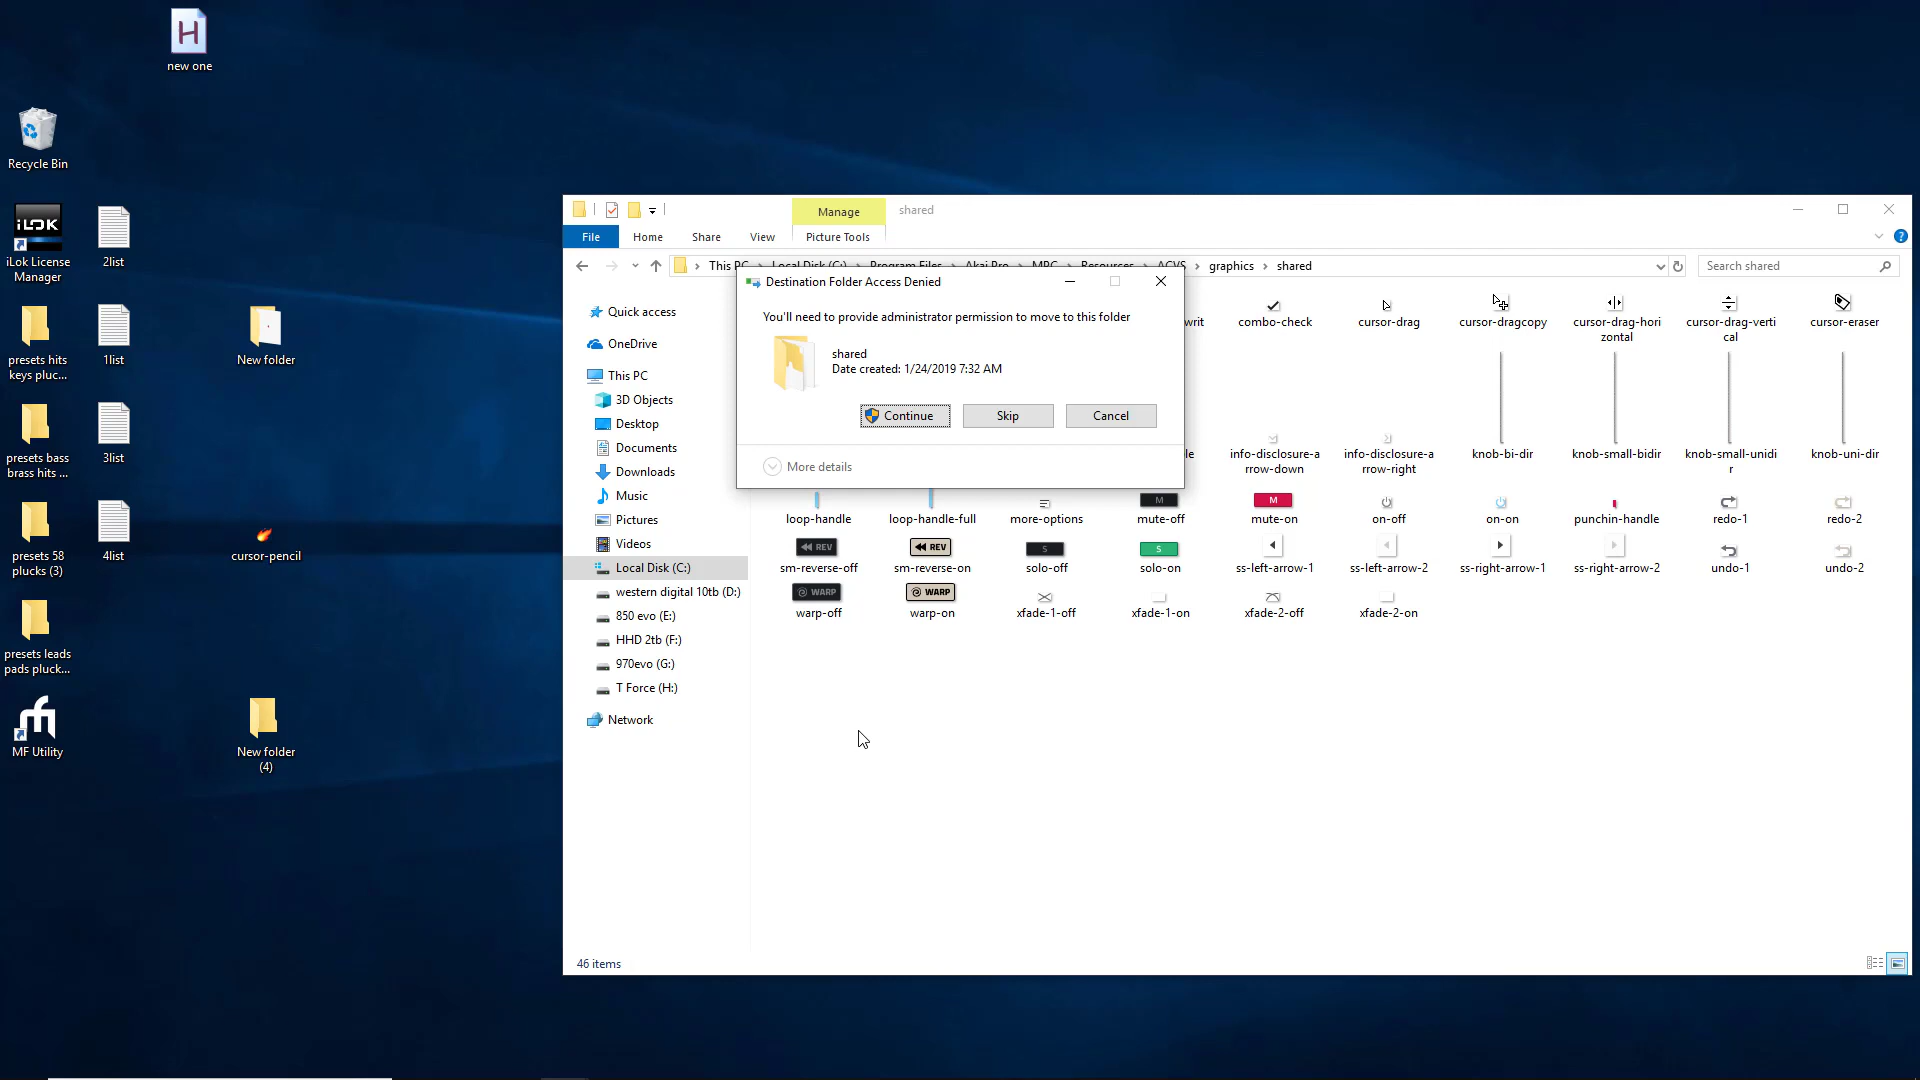 new one
Recycle Bin
iLOK
iLok License
Manager
2list
presets hits
keys pluc...
1list
New folder
presets bass
brass hits ...
3list
presets 58
plucks (3)
4list
cursor-pencil
presets leads
pads pluck...
MF Utility
New folder
(4)
Manage
shared
File
Home
Share
View
Picture Tools
This PC
Local Disk (C:)
Program Files
Akai Pro
MPC
Resources
ACVS
graphics
shared
Search shared
Quick access
OneDrive
This PC
3D Objects
Desktop
Documents
Downloads
Music
Pictures
Videos
Local Disk (C:)
western digital 10tb (D:)
850 evo (E:)
HHD 2tb (F:)
970evo (G:)
T Force (H:)
Network
Destination Folder Access Denied
You'll need to provide administrator permission to move to this folder
shared
Date created: 1/24/2019 7:32 AM
Continue
Skip
Cancel
More details
combo-check
cursor-drag
cursor-dragcopy
cursor-drag-hori
zontal
cursor-drag-verti
cal
cursor-eraser
info-disclosure-a
rrow-down
info-disclosure-a
rrow-right
knob-bi-dir
knob-small-bidir
knob-small-unidi
r
knob-uni-dir
M
M
loop-handle
loop-handle-full
more-options
mute-off
mute-on
on-off
on-on
punchin-handle
redo-1
redo-2
REV
REV
S
S
sm-reverse-off
sm-reverse-on
solo-off
solo-on
ss-left-arrow-1
ss-left-arrow-2
ss-right-arrow-1
ss-right-arrow-2
undo-1
undo-2
WARP
WARP
warp-off
warp-on
xfade-1-off
xfade-1-on
xfade-2-off
xfade-2-on
46 items